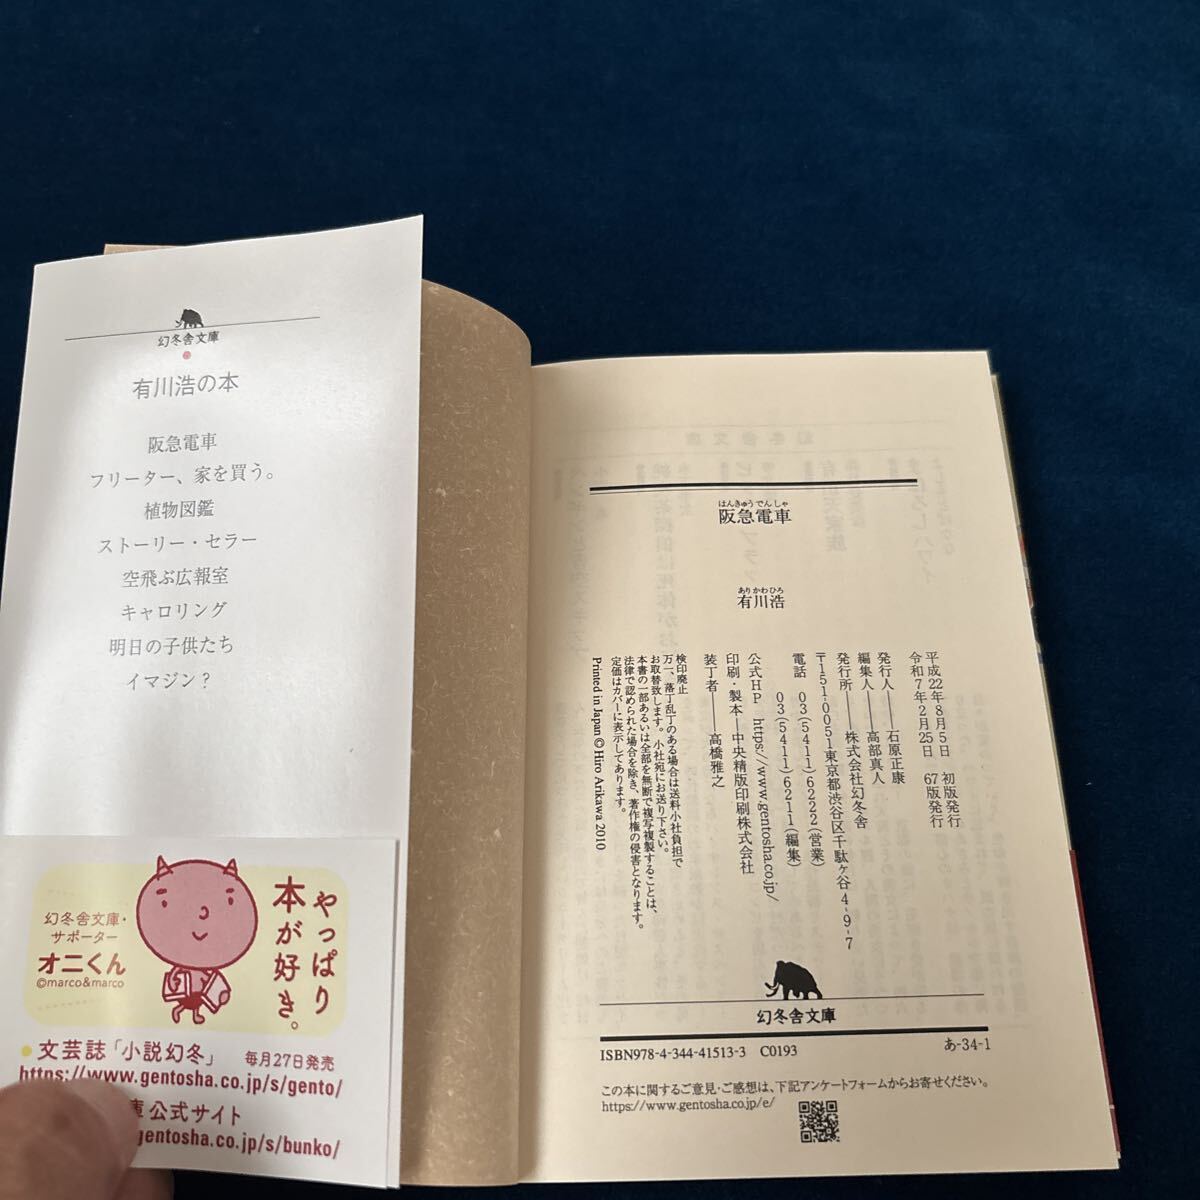 幻冬舎文庫
有川浩の本
阪急電車
フリーター、家を買う。
植物図鑑
ストーリー・セラー
空飛ぶ広報室
キャロリング
明日の子供たち
イマジン？
やっぱり
本が好き。
幻冬舎文庫・
サポーター
オニくん
©marco&marco
●文芸誌「小説幻冬」 毎月27日発売
https://www.gentosha.co.jp/s/gento/
庫公式サイト
gentosha.co.jp/s/bunko/
はんきゅうでんしゃ
阪急電車
ありかわひろ
有川浩
平成22年8月5日 初版発行
令和7年2月25日 67版発行
発行人――石原正康
編集人――高部真人
発行所――株式会社幻冬舎
〒151-0051東京都渋谷区千駄ヶ谷4-9-7
電話 03(5411)6222(営業)
03(5411)6211(編集)
公式HP https://www.gentosha.co.jp/
印刷・製本―中央精版印刷株式会社
装丁者――高橋雅之
検印廃止
万一、落丁乱丁のある場合は送料小社負担で
お取替致します。小社宛にお送り下さい。
本書の一部あるいは全部を無断で複写複製することは、
法律で認められた場合を除き、著作権の侵害となります。
定価はカバーに表示してあります。
Printed in Japan © Hiro Arikawa 2010
幻冬舎文庫
ISBN978-4-344-41513-3 C0193
あ-34-1
この本に関するご意見・ご感想は、下記アンケートフォームからお寄せください。
https://www.gentosha.co.jp/e/